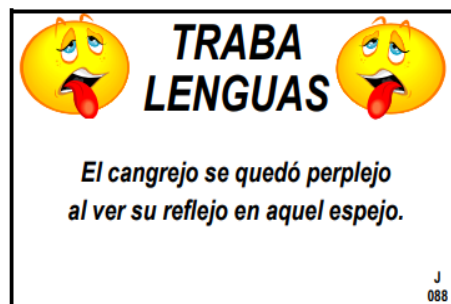 TRABA
LENGUAS
El cangrejo se quedó perplejo
al ver su reflejo en aquel espejo.
J
088